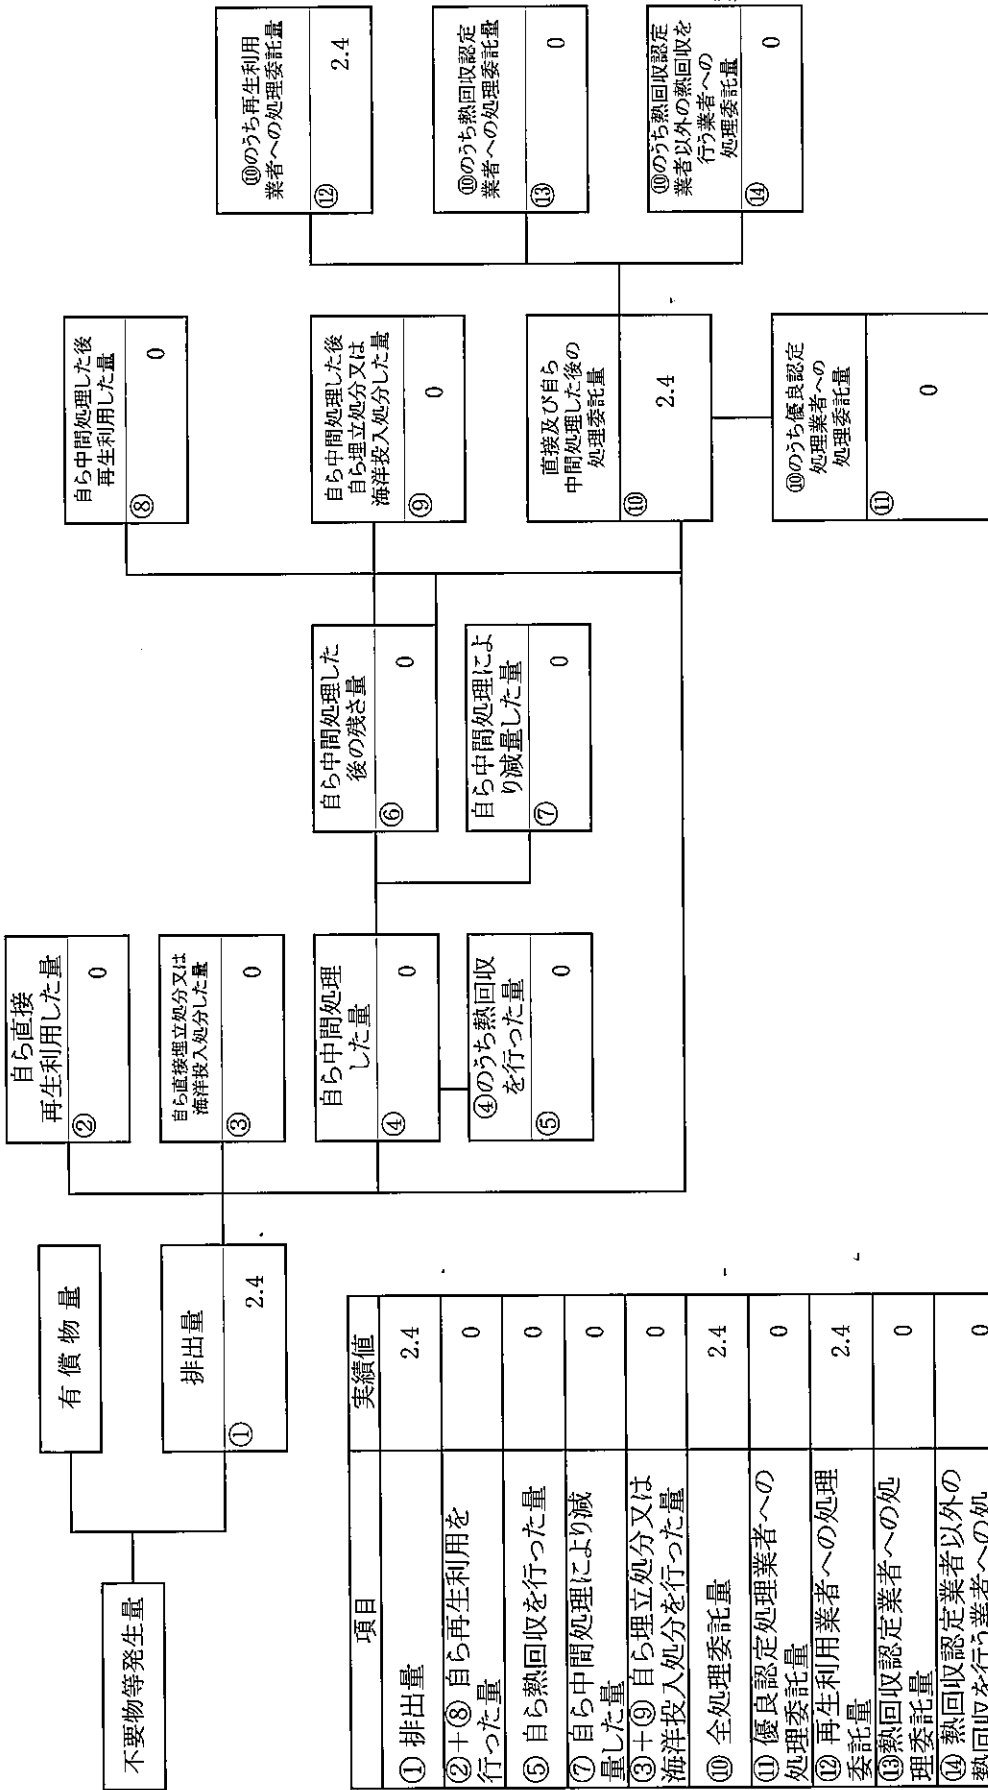 不要物等発生量
有償物量
排出量
①
2.4
自ら直接
再生利用した量
②
0
自ら直接埋立処分又は
海洋投入処分した量
③
0
自ら中間処理
した量
④
0
④のうち熱回収
を行った量
⑤
0
自ら中間処理した
後の残さ量
⑥
0
自ら中間処理によ
り減量した量
⑦
0
自ら中間処理した後
再生利用した量
⑧
0
自ら中間処理した後
自ら埋立処分又は
海洋投入処分した量
⑨
0
直接及び自ら
中間処理した後の
処理委託量
⑩
2.4
⑩のうち優良認定
処理業者への
処理委託量
⑪
0
⑩のうち再生利用
業者への処理委託量
⑫
2.4
⑩のうち熱回収認定
業者への処理委託量
⑬
0
⑩のうち熱回収認定
業者以外の熱回収を
行う業者への
処理委託量
⑭
0
項目 実績値
① 排出量 2.4
②+⑧ 自ら再生利用を
行った量 0
⑤ 自ら熱回収を行った量 0
⑦ 自ら中間処理により減
量した量 0
③+⑨ 自ら埋立処分又は
海洋投入処分を行った量 0
⑩ 全処理委託量 2.4
⑪ 優良認定処理業者への
処理委託量 0
⑫ 再生利用業者への処理
委託量 2.4
⑬熱回収認定業者への処
理委託量 0
⑭ 熱回収認定業者以外の
熱回収を行う業者への処 0